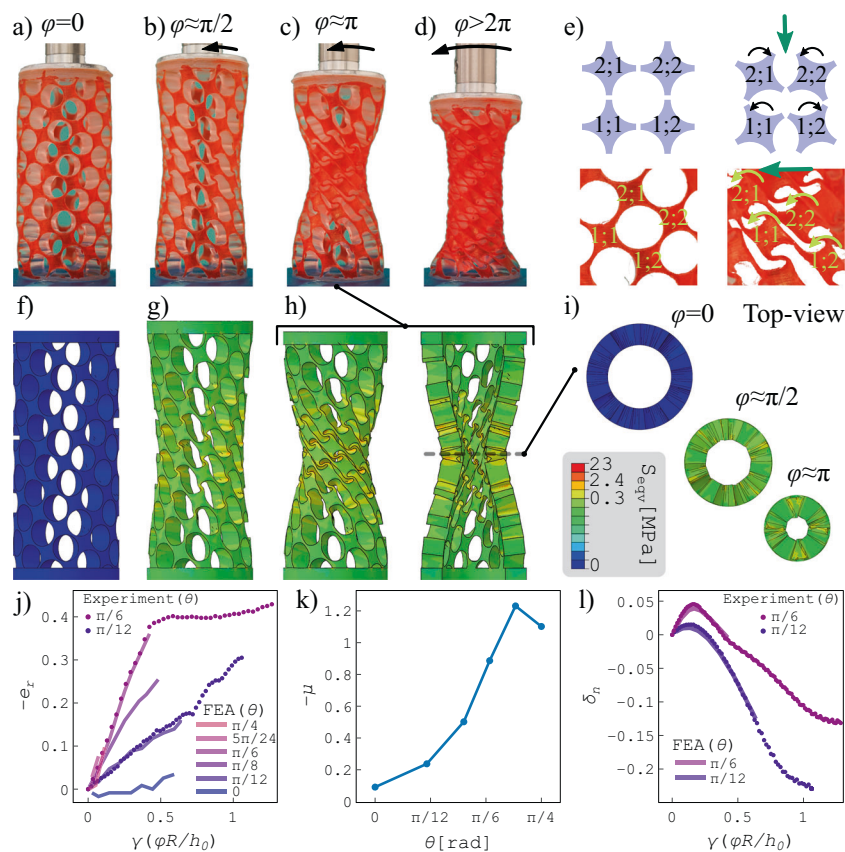 a) φ=0
b) φ≈π/2
c) φ≈π
d) φ>2π
e)
2;1 2;2
1;1 1;2
2;1 2;2
1;1 1;2
2;1
2;2
1;1
1;2
2;1
2;2
1;1
1;2
f)
g)
h)
i) Top-view
φ=0
φ≈π/2
φ≈π
23
2.4
0.3
0
S_eqv [MPa]
j)
Experiment(θ)
π/6
π/12
FEA(θ)
π/4
5π/24
π/6
π/8
π/12
0
-0.4
0.3
0.2
0.1
0
-e_r
0 0.5 1
γ(φR/h_0)
k)
1.2
1
0.8
0.6
0.4
0.2
0
-μ
0 π/12 π/6 π/4
θ[rad]
l)
Experiment(θ)
π/6
π/12
FEA(θ)
π/6
π/12
0.05
0
-0.05
-0.1
-0.15
-0.2
δ_n
0 0.5 1
γ(φR/h_0)